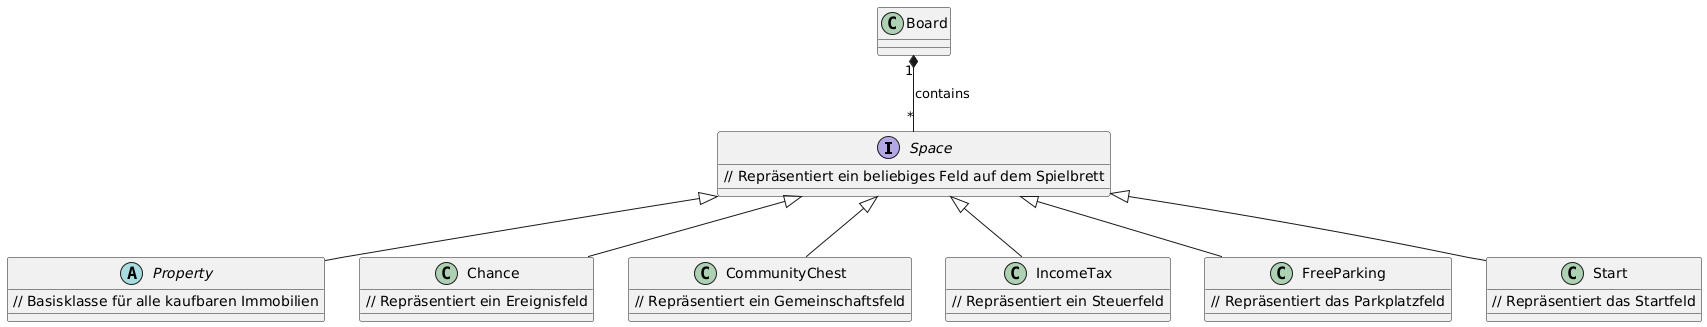 C Board
1
contains
*
I Space
// Repräsentiert ein beliebiges Feld auf dem Spielbrett
A Property
// Basisklasse für alle kaufbaren Immobilien
C Chance
// Repräsentiert ein Ereignisfeld
C CommunityChest
// Repräsentiert ein Gemeinschaftsfeld
C IncomeTax
// Repräsentiert ein Steuerfeld
C FreeParking
// Repräsentiert das Parkplatzfeld
C Start
// Repräsentiert das Startfeld